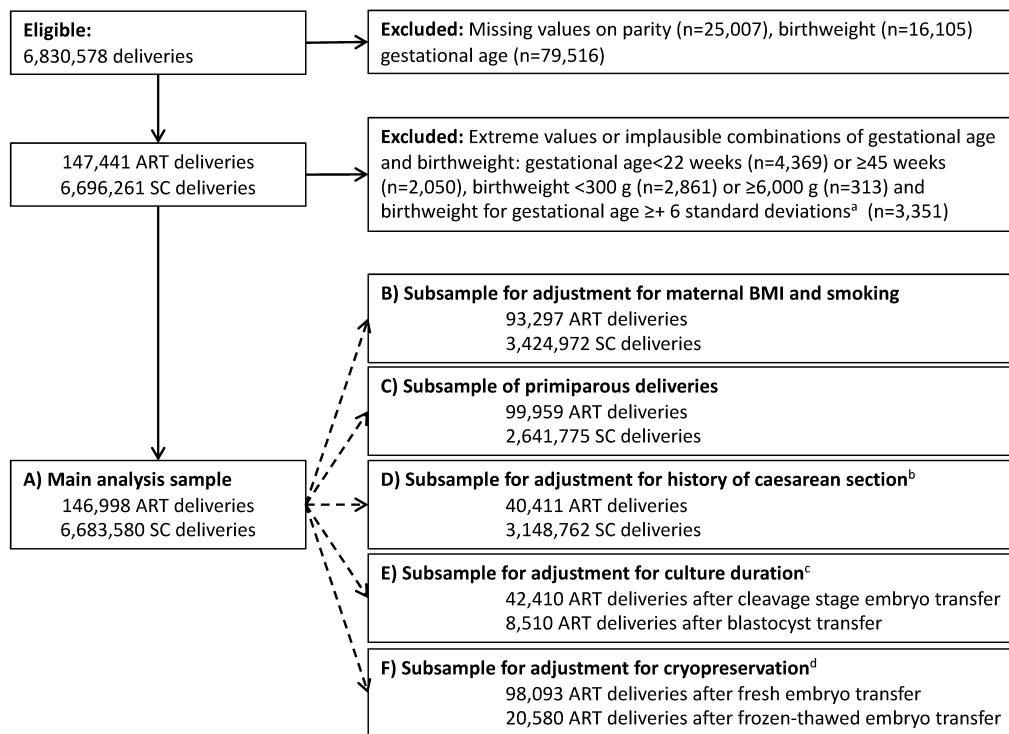 Eligible:
6,830,578 deliveries
Excluded: Missing values on parity (n=25,007), birthweight (n=16,105)
gestational age (n=79,516)
147,441 ART deliveries
6,696,261 SC deliveries
Excluded: Extreme values or implausible combinations of gestational age
and birthweight: gestational age<22 weeks (n=4,369) or ≥45 weeks
(n=2,050), birthweight <300 g (n=2,861) or ≥6,000 g (n=313) and
birthweight for gestational age ≥+ 6 standard deviationsᵃ (n=3,351)
B) Subsample for adjustment for maternal BMI and smoking
93,297 ART deliveries
3,424,972 SC deliveries
C) Subsample of primiparous deliveries
99,959 ART deliveries
2,641,775 SC deliveries
A) Main analysis sample
146,998 ART deliveries
6,683,580 SC deliveries
D) Subsample for adjustment for history of caesarean sectionᵇ
40,411 ART deliveries
3,148,762 SC deliveries
E) Subsample for adjustment for culture durationᶜ
42,410 ART deliveries after cleavage stage embryo transfer
8,510 ART deliveries after blastocyst transfer
F) Subsample for adjustment for cryopreservationᵈ
98,093 ART deliveries after fresh embryo transfer
20,580 ART deliveries after frozen-thawed embryo transfer